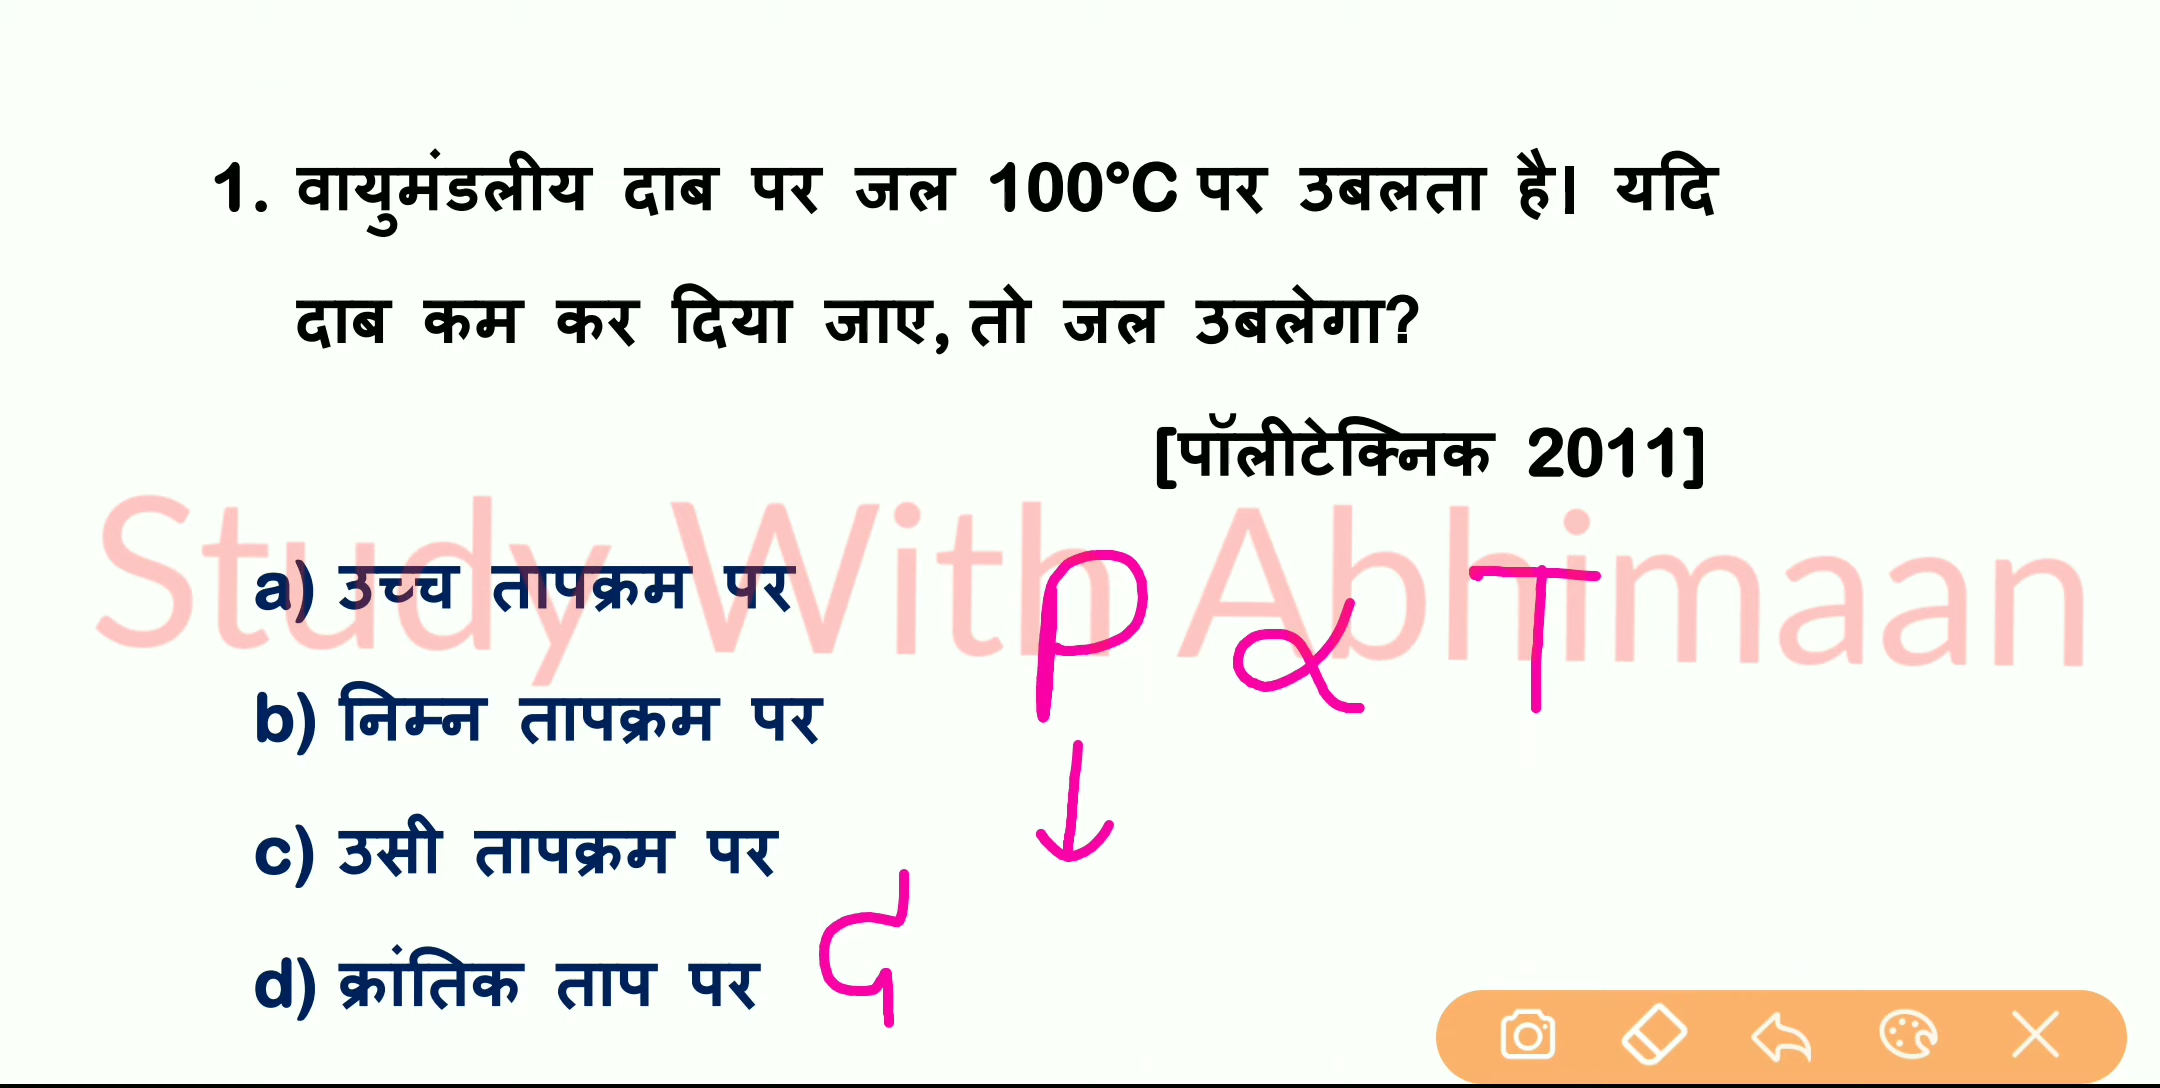 1. वायुमंडलीय दाब पर जल 100°C पर उबलता है। यदि
दाब कम कर दिया जाए, तो जल उबलेगा?
[पॉलीटेक्निक 2011]
Study With Abhimaan
a) उच्च तापक्रम पर
b) निम्न तापक्रम पर
c) उसी तापक्रम पर
d) क्रांतिक ताप पर
P ∝ T
↓